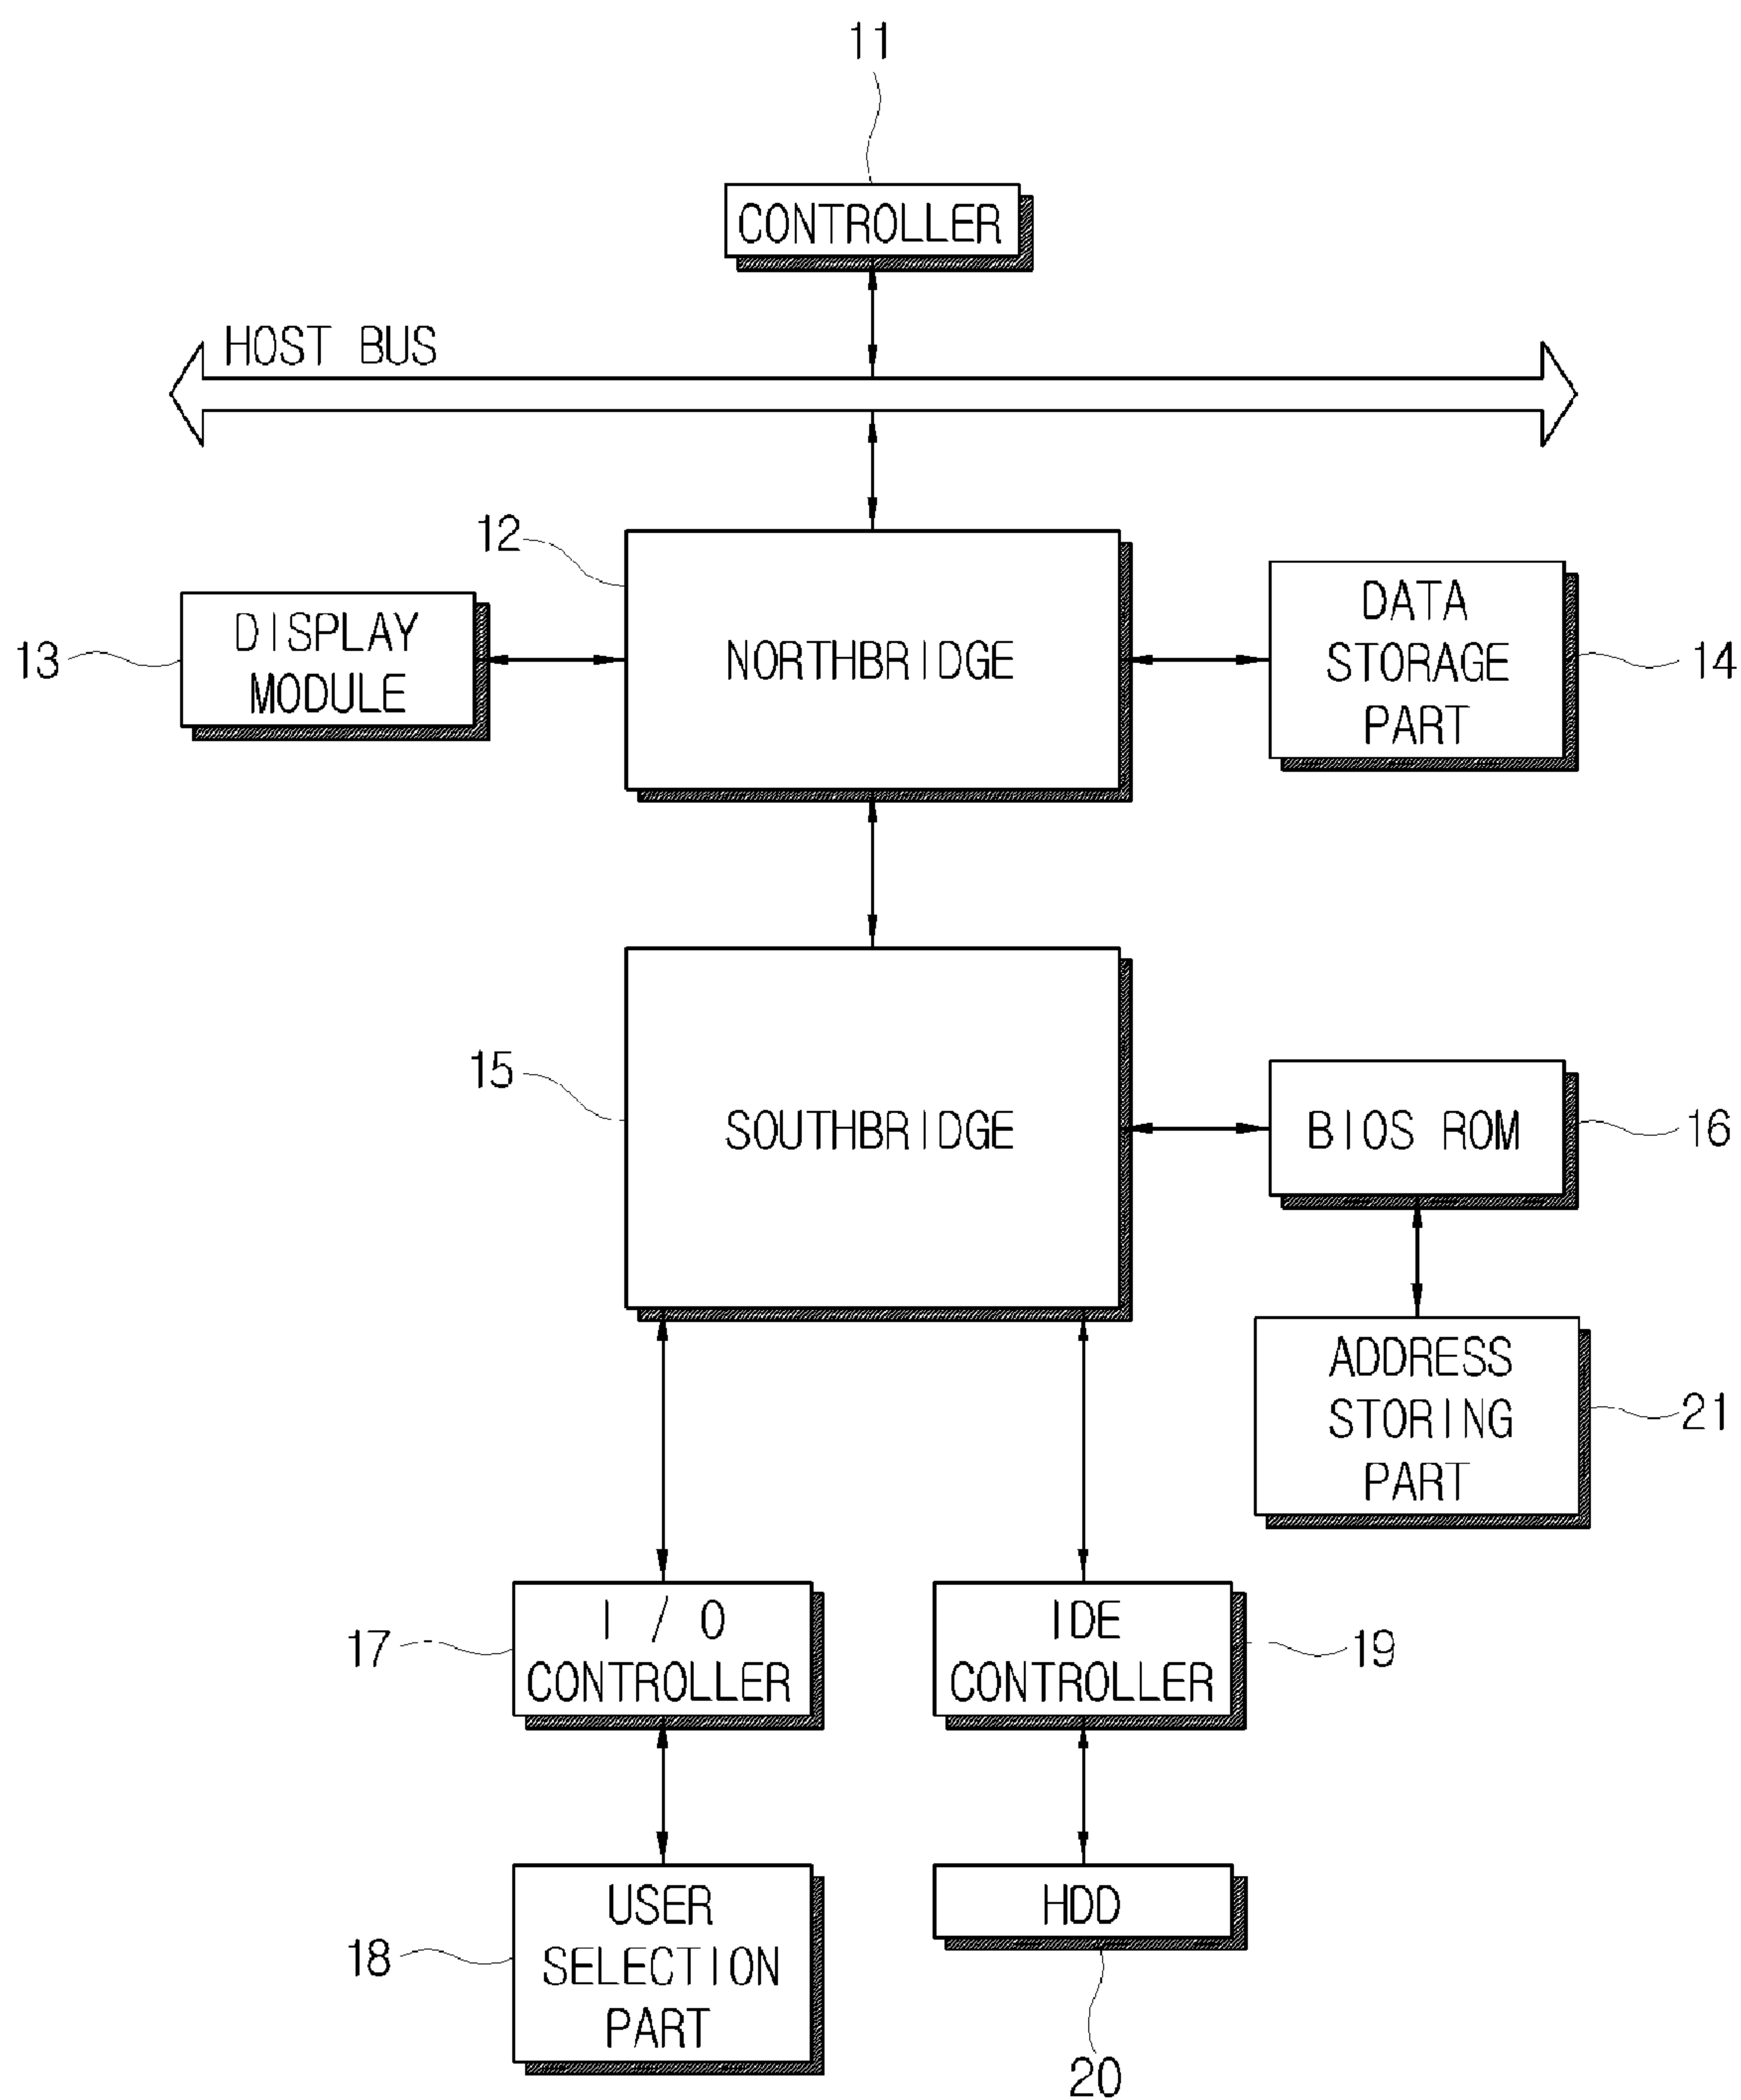 11
CONTROLLER
HOST BUS
12
NORTHBRIDGE
13
DISPLAY
MODULE
DATA
STORAGE
PART
14
15
SOUTHBRIDGE
BIOS ROM
16
ADDRESS
STORING
PART
21
17
I / O
CONTROLLER
IDE
CONTROLLER
19
18
USER
SELECTION
PART
HDD
20